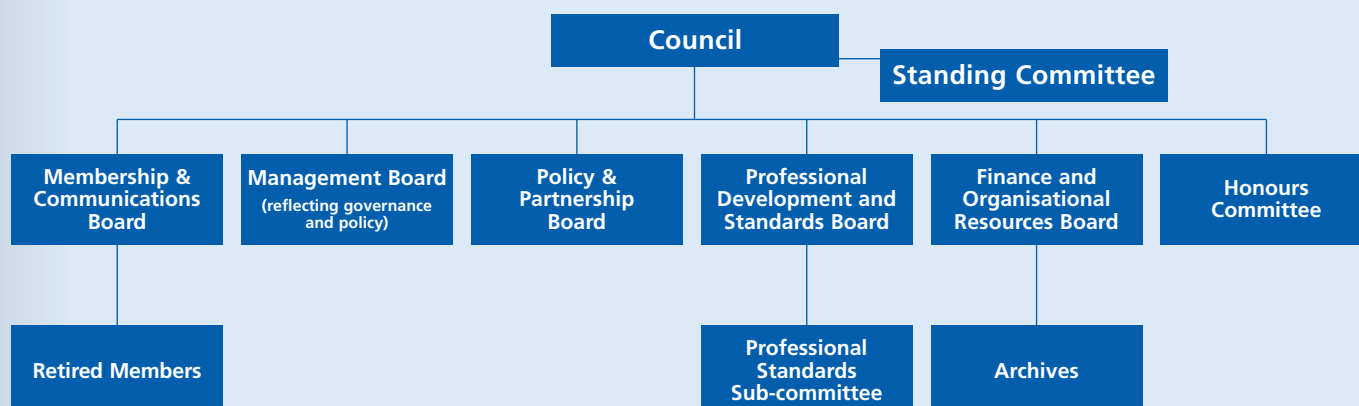 Council
Standing Committee
Membership &
Communications
Board
Management Board
(reflecting governance
and policy)
Policy &
Partnership
Board
Professional
Development and
Standards Board
Finance and
Organisational
Resources Board
Honours
Committee
Retired Members
Professional
Standards
Sub-committee
Archives